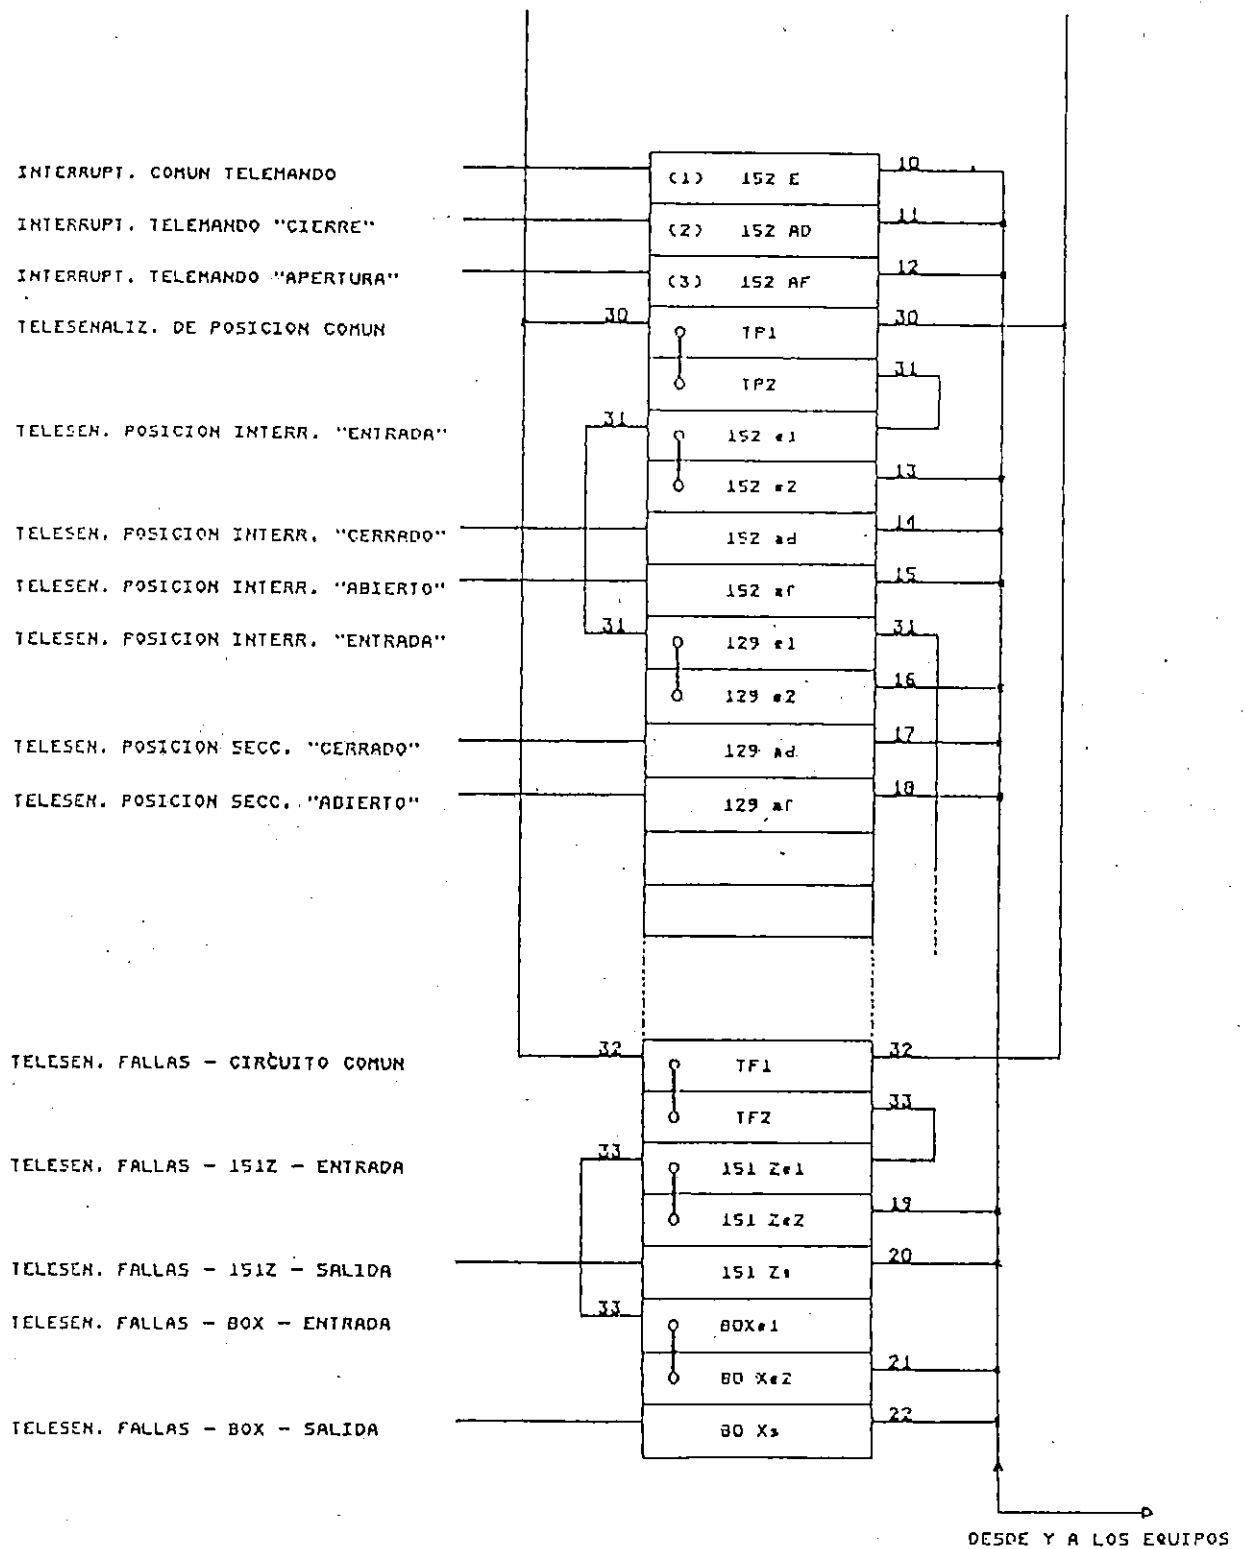 INTERRUPT. COMUN TELEMANDO (1) 152 E 10
INTERRUPT. TELEMANDO "CIERRE" (2) 152 AD 11
INTERRUPT. TELEMANDO "APERTURA" (3) 152 AF 12
TELESENALIZ. DE POSICION COMUN 30 TP1 30
TP2 31
TELESEN. POSICION INTERR. "ENTRADA" 31 152 e1
152 e2 13
TELESEN. POSICION INTERR. "CERRADO" 152 ad 14
TELESEN. POSICION INTERR. "ABIERTO" 152 af 15
TELESEN. POSICION INTERR. "ENTRADA" 31 129 e1 31
129 e2 16
TELESEN. POSICION SECC. "CERRADO" 129 ad 17
TELESEN. POSICION SECC. "ABIERTO" 129 af 18
TELESEN. FALLAS - CIRCUITO COMUN 32 TF1 32
TF2 33
TELESEN. FALLAS - 151Z - ENTRADA 33 151 Ze1
151 Ze2 19
TELESEN. FALLAS - 151Z - SALIDA 151 Zs 20
TELESEN. FALLAS - BOX - ENTRADA 33 BOXe1
BO Xe2 21
TELESEN. FALLAS - BOX - SALIDA BO Xs 22
DESDE Y A LOS EQUIPOS